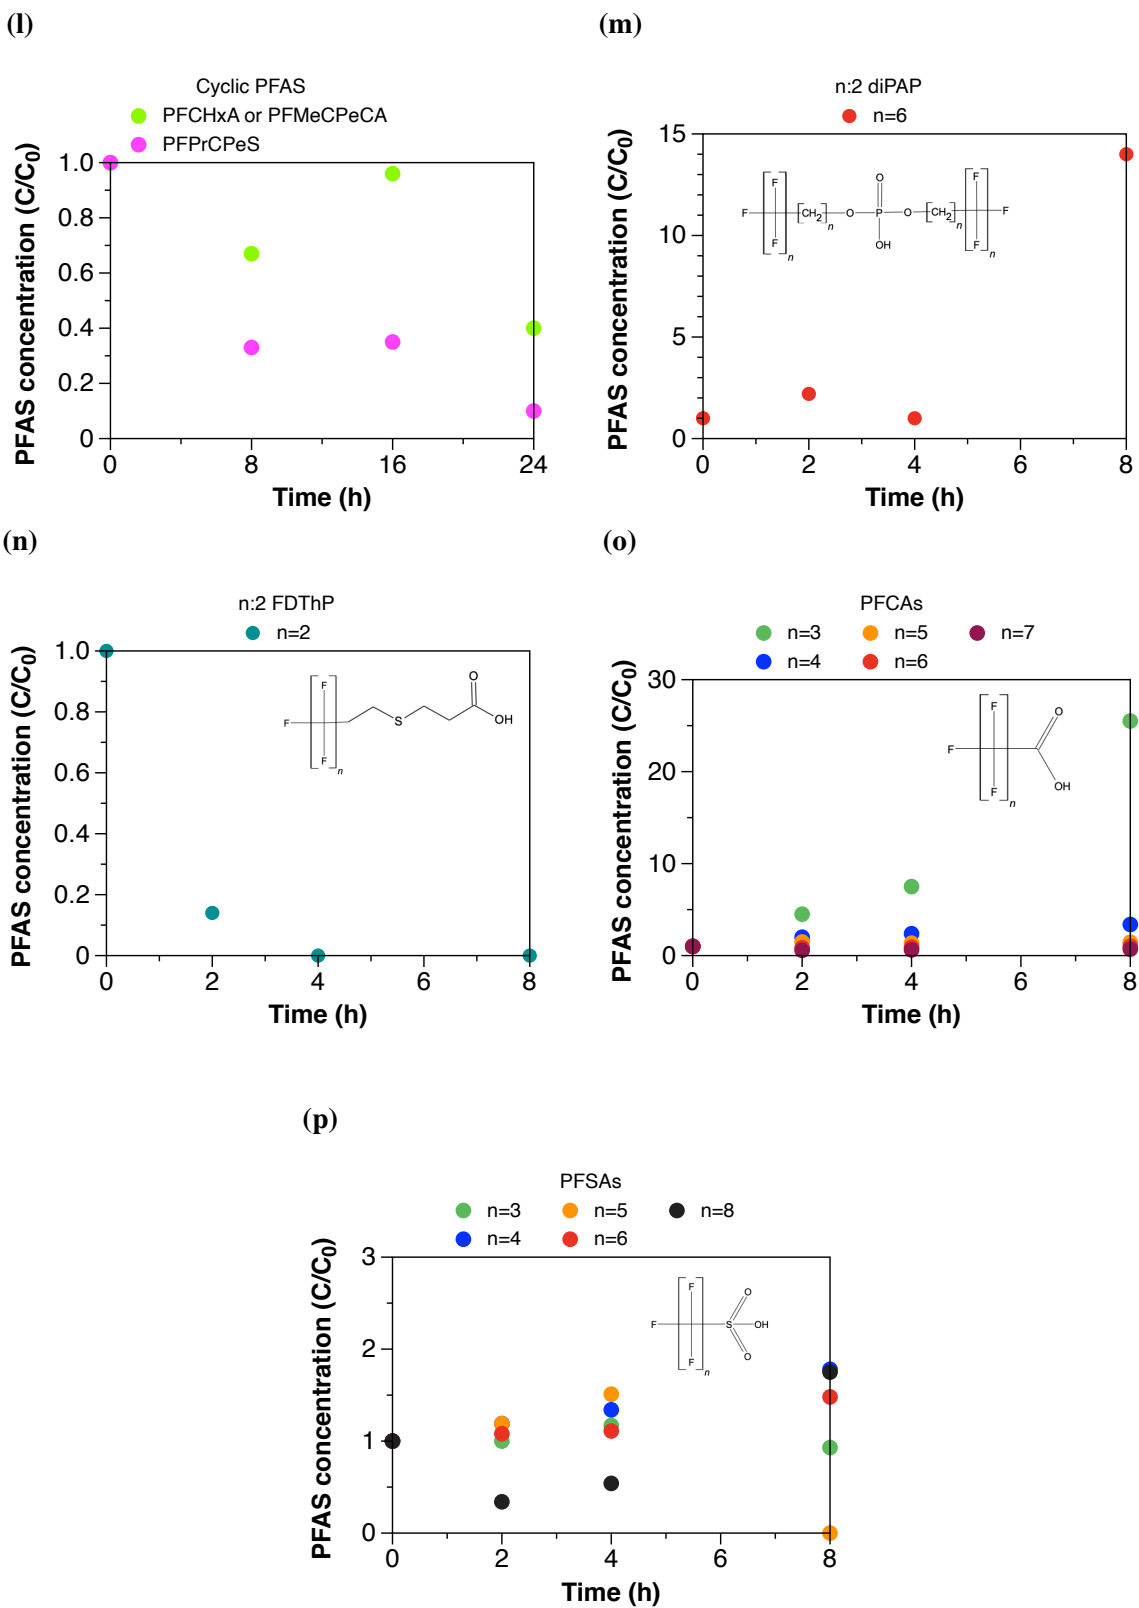 (l)
Cyclic PFAS
PFCHxA or PFMeCPeCA
PFPrCPeS
PFAS concentration (C/C0)
1.0
0.8
0.6
0.4
0.2
0
0 8 16 24
Time (h)
(m)
n:2 diPAP
n=6
PFAS concentration (C/C0)
15
10
5
0
F F F n CH2 n O P O OH O CH2 n F F F n
0 2 4 6 8
Time (h)
(n)
n:2 FDThP
n=2
PFAS concentration (C/C0)
1.0
0.8
0.6
0.4
0.2
0
F F F n S O OH
0 2 4 6 8
Time (h)
(o)
PFCAs
n=3 n=5 n=7
n=4 n=6
PFAS concentration (C/C0)
30
20
10
0
F F F n O OH
0 2 4 6 8
Time (h)
(p)
PFSAs
n=3 n=5 n=8
n=4 n=6
PFAS concentration (C/C0)
3
2
1
0
F F F n S O O OH
0 2 4 6 8
Time (h)